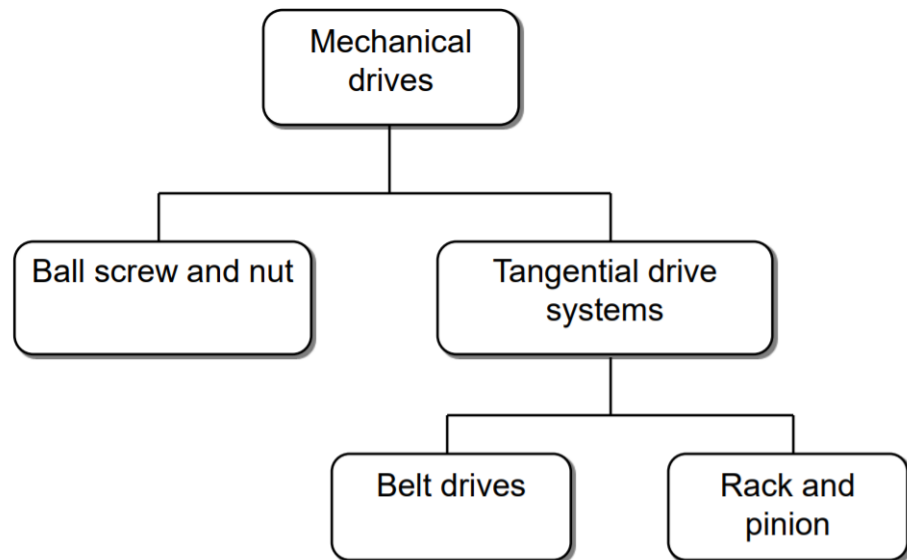 Mechanical
drives
Ball screw and nut
Tangential drive
systems
Belt drives
Rack and
pinion